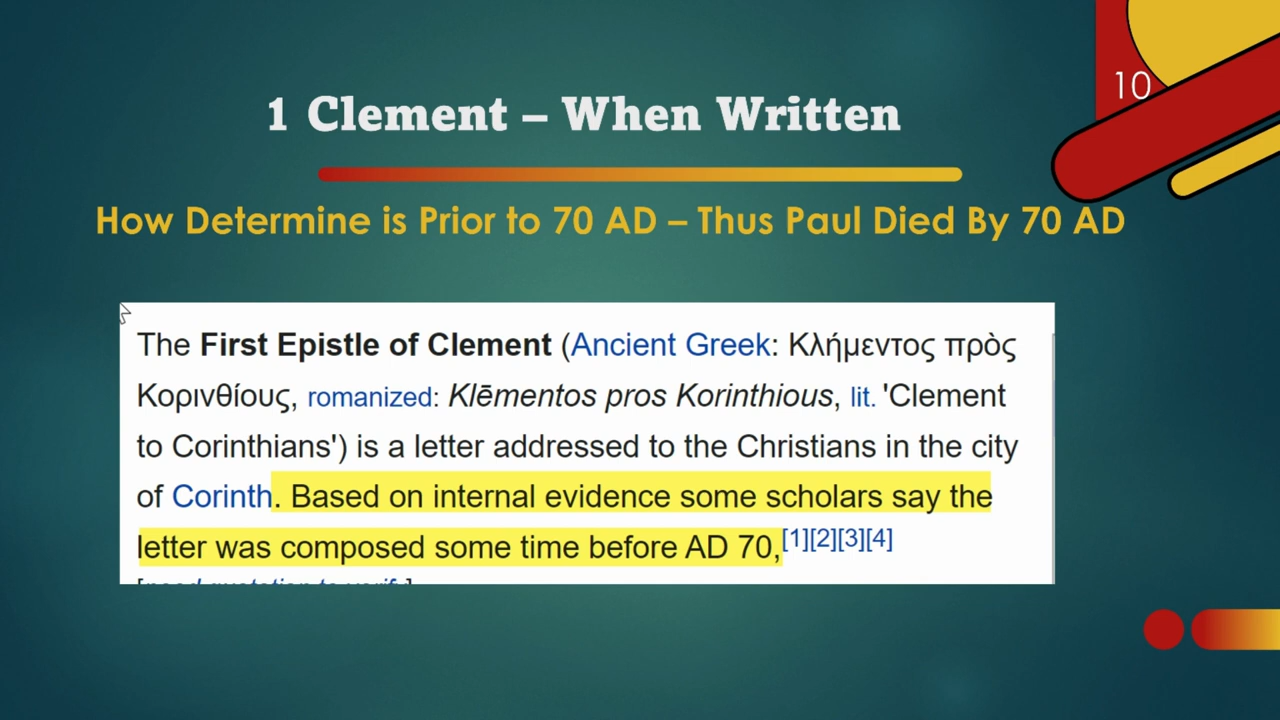 10
1 Clement – When Written
How Determine is Prior to 70 AD – Thus Paul Died By 70 AD
The First Epistle of Clement (Ancient Greek: Κλήμεντος πρὸς
Κορινθίους, romanized: Klēmentos pros Korinthious, lit. 'Clement
to Corinthians') is a letter addressed to the Christians in the city
of Corinth. Based on internal evidence some scholars say the
letter was composed some time before AD 70,[1][2][3][4]